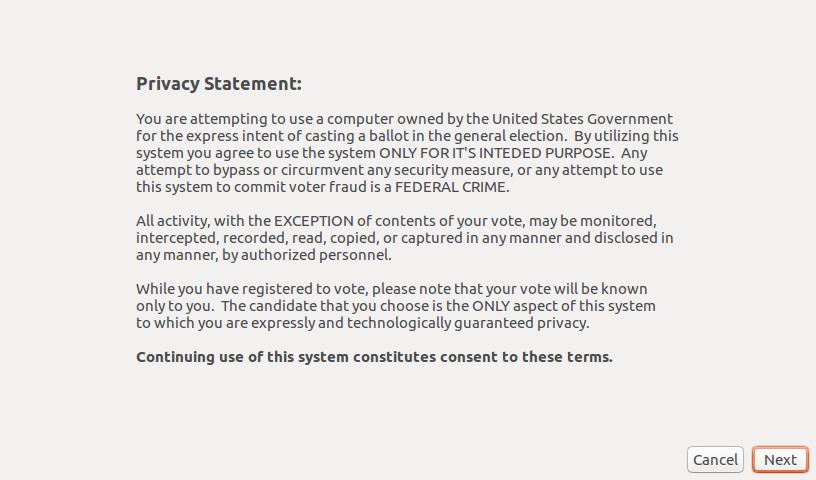 Privacy Statement:
You are attempting to use a computer owned by the United States Government
for the express intent of casting a ballot in the general election.  By utilizing this
system you agree to use the system ONLY FOR IT'S INTEDED PURPOSE.  Any
attempt to bypass or circurmvent any security measure, or any attempt to use
this system to commit voter fraud is a FEDERAL CRIME.
All activity, with the EXCEPTION of contents of your vote, may be monitored,
intercepted, recorded, read, copied, or captured in any manner and disclosed in
any manner, by authorized personnel.
While you have registered to vote, please note that your vote will be known
only to you.  The candidate that you choose is the ONLY aspect of this system
to which you are expressly and technologically guaranteed privacy.
Continuing use of this system constitutes consent to these terms.
Cancel Next